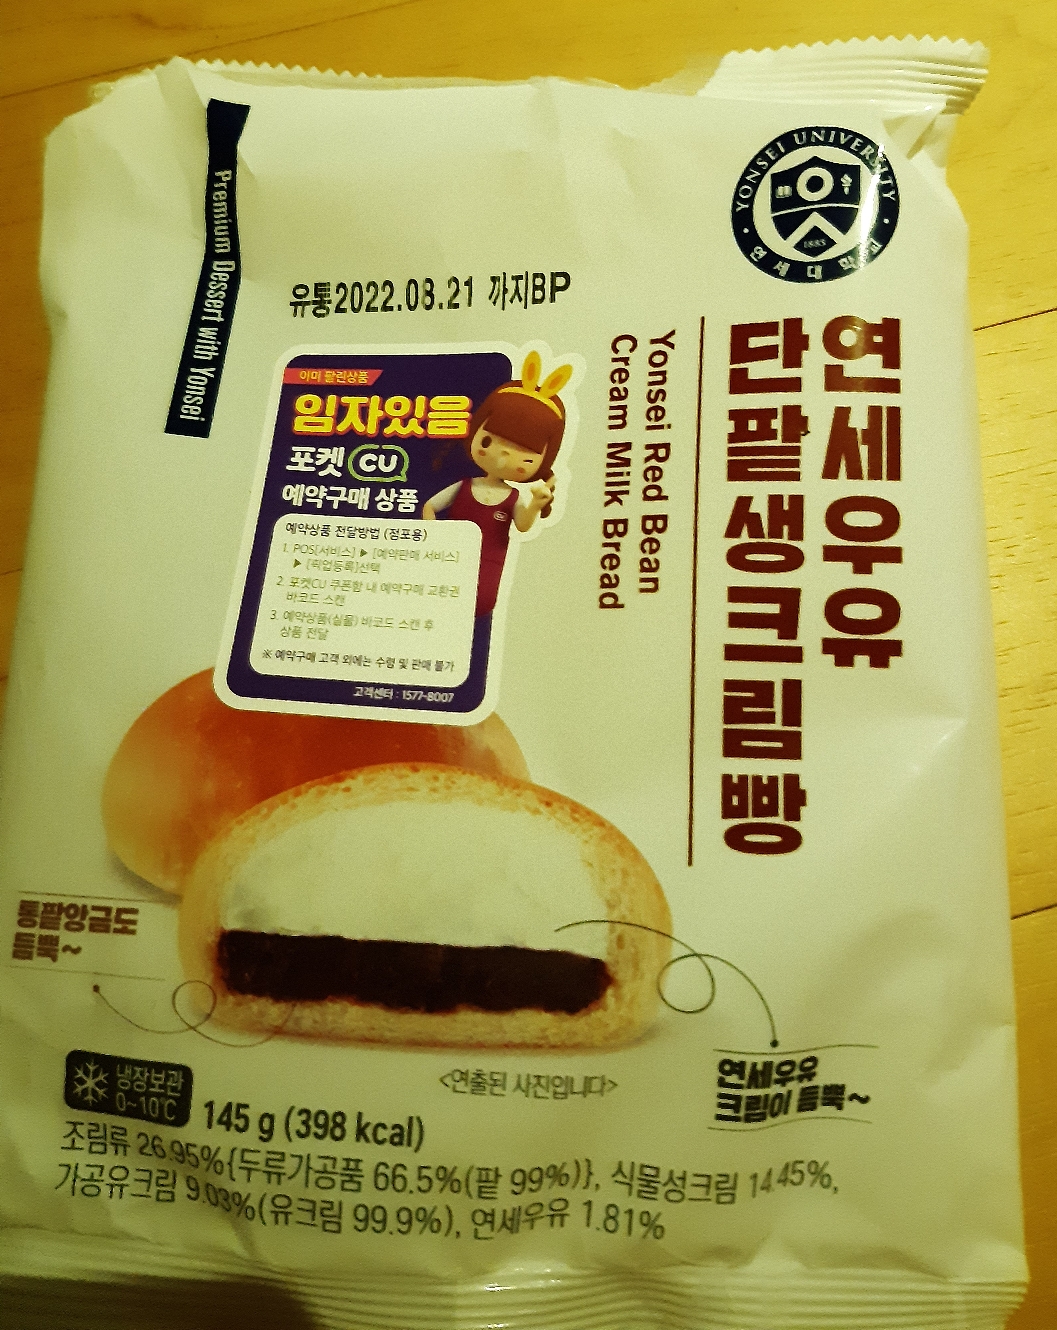 Premium Dessert with Yonsei
YONSEI UNIVERSITY
1885
연세대학교
유통2022.08.21 까지BP
연세우유
단팥생크림빵
Yonsei Red Bean
Cream Milk Bread
이미 팔린상품
임자있음
포켓 CU
예약구매 상품
예약상품 전달방법 (점포용)
1. POS[서비스] ▶ [예약판매 서비스]
▶ [픽업등록]선택
2. 포켓CU 쿠폰함 내 예약구매 교환권
바코드 스캔
3. 예약상품(실물) 바코드 스캔 후
상품 전달
※ 예약구매 고객 외에는 수령 및 판매 불가
고객센터 : 1577-8007
통팥앙금도
듬뿍~
<연출된 사진입니다>
연세우유
크림이 듬뿍~
냉장보관
0~10℃
145 g (398 kcal)
조림류 26.95%{두류가공품 66.5%(팥 99%)}, 식물성크림 14.45%,
가공유크림 9.03%(유크림 99.9%), 연세우유 1.81%